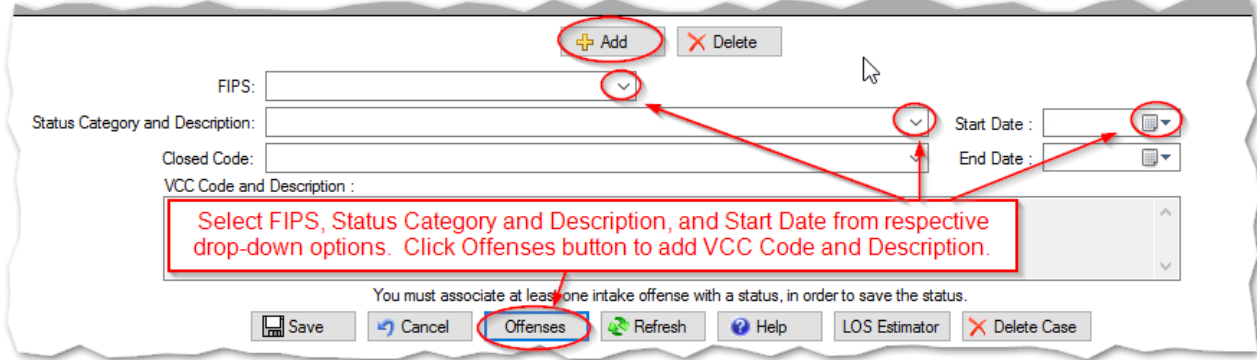 Add Delete
FIPS:
Status Category and Description: Start Date :
Closed Code: End Date :
VCC Code and Description :
Select FIPS, Status Category and Description, and Start Date from respective
drop-down options.  Click Offenses button to add VCC Code and Description.
You must associate at least one intake offense with a status, in order to save the status.
Save Cancel Offenses Refresh Help LOS Estimator Delete Case